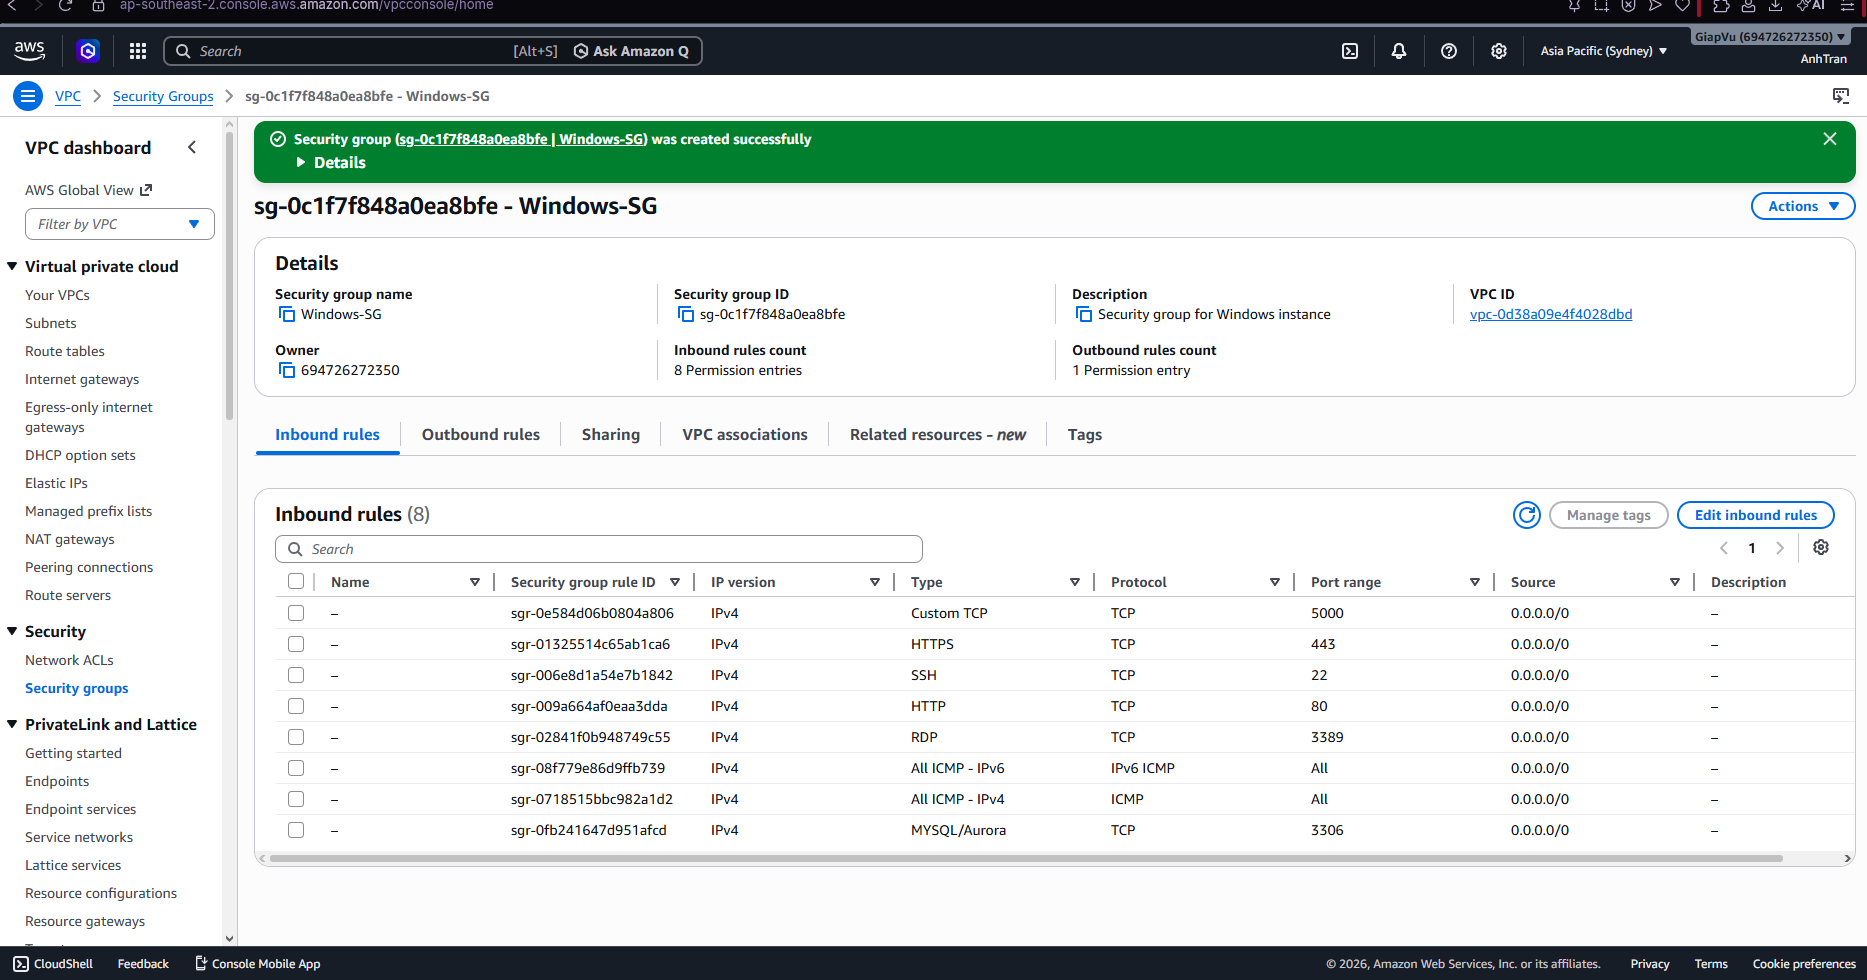 ap-southeast-2.console.aws.amazon.com/vpcconsole/home
AI
aws
Search
[Alt+S]
Ask Amazon Q
Asia Pacific (Sydney)
GiapVu (694726272350)
AnhTran
VPC
Security Groups
sg-0c1f7f848a0ea8bfe - Windows-SG
VPC dashboard
AWS Global View
Filter by VPC
Virtual private cloud
Your VPCs
Subnets
Route tables
Internet gateways
Egress-only internet
gateways
DHCP option sets
Elastic IPs
Managed prefix lists
NAT gateways
Peering connections
Route servers
Security
Network ACLs
Security groups
PrivateLink and Lattice
Getting started
Endpoints
Endpoint services
Service networks
Lattice services
Resource configurations
Resource gateways
Security group (sg-0c1f7f848a0ea8bfe | Windows-SG) was created successfully
Details
sg-0c1f7f848a0ea8bfe - Windows-SG
Actions
Details
Security group name
Windows-SG
Security group ID
sg-0c1f7f848a0ea8bfe
Description
Security group for Windows instance
VPC ID
vpc-0d38a09e4f4028dbd
Owner
694726272350
Inbound rules count
8 Permission entries
Outbound rules count
1 Permission entry
Inbound rules
Outbound rules
Sharing
VPC associations
Related resources - new
Tags
Inbound rules (8)
Manage tags
Edit inbound rules
Search
1
Name Security group rule ID IP version Type Protocol Port range Source Description
– sgr-0e584d06b0804a806 IPv4 Custom TCP TCP 5000 0.0.0.0/0 –
– sgr-01325514c65ab1ca6 IPv4 HTTPS TCP 443 0.0.0.0/0 –
– sgr-006e8d1a54e7b1842 IPv4 SSH TCP 22 0.0.0.0/0 –
– sgr-009a664af0eaa3dda IPv4 HTTP TCP 80 0.0.0.0/0 –
– sgr-02841f0b948749c55 IPv4 RDP TCP 3389 0.0.0.0/0 –
– sgr-08f779e86d9ffb739 IPv4 All ICMP - IPv6 IPv6 ICMP All 0.0.0.0/0 –
– sgr-0718515bbc982a1d2 IPv4 All ICMP - IPv4 ICMP All 0.0.0.0/0 –
– sgr-0fb241647d951afcd IPv4 MYSQL/Aurora TCP 3306 0.0.0.0/0 –
CloudShell
Feedback
Console Mobile App
© 2026, Amazon Web Services, Inc. or its affiliates.
Privacy
Terms
Cookie preferences